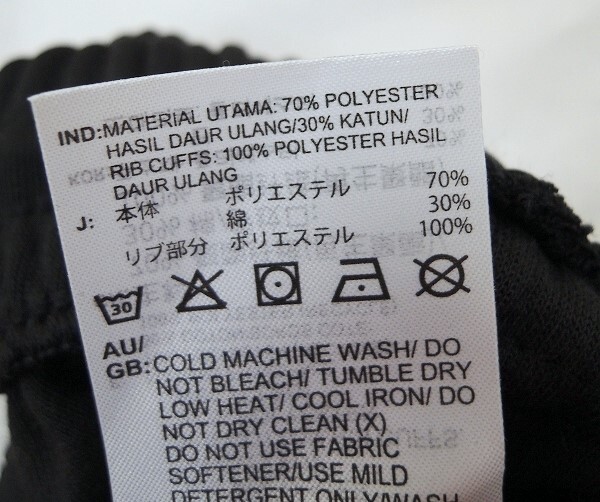 IND:MATERIAL UTAMA: 70% POLYESTER
HASIL DAUR ULANG/30% KATUN/
RIB CUFFS: 100% POLYESTER HASIL
DAUR ULANG
J: 本体 ポリエステル 70%
綿 30%
リブ部分 ポリエステル 100%
30
AU/
GB:COLD MACHINE WASH/ DO
NOT BLEACH/ TUMBLE DRY
LOW HEAT/ COOL IRON/ DO
NOT DRY CLEAN (X)
DO NOT USE FABRIC
SOFTENER/USE MILD
DETERGENT ONLY/WASH